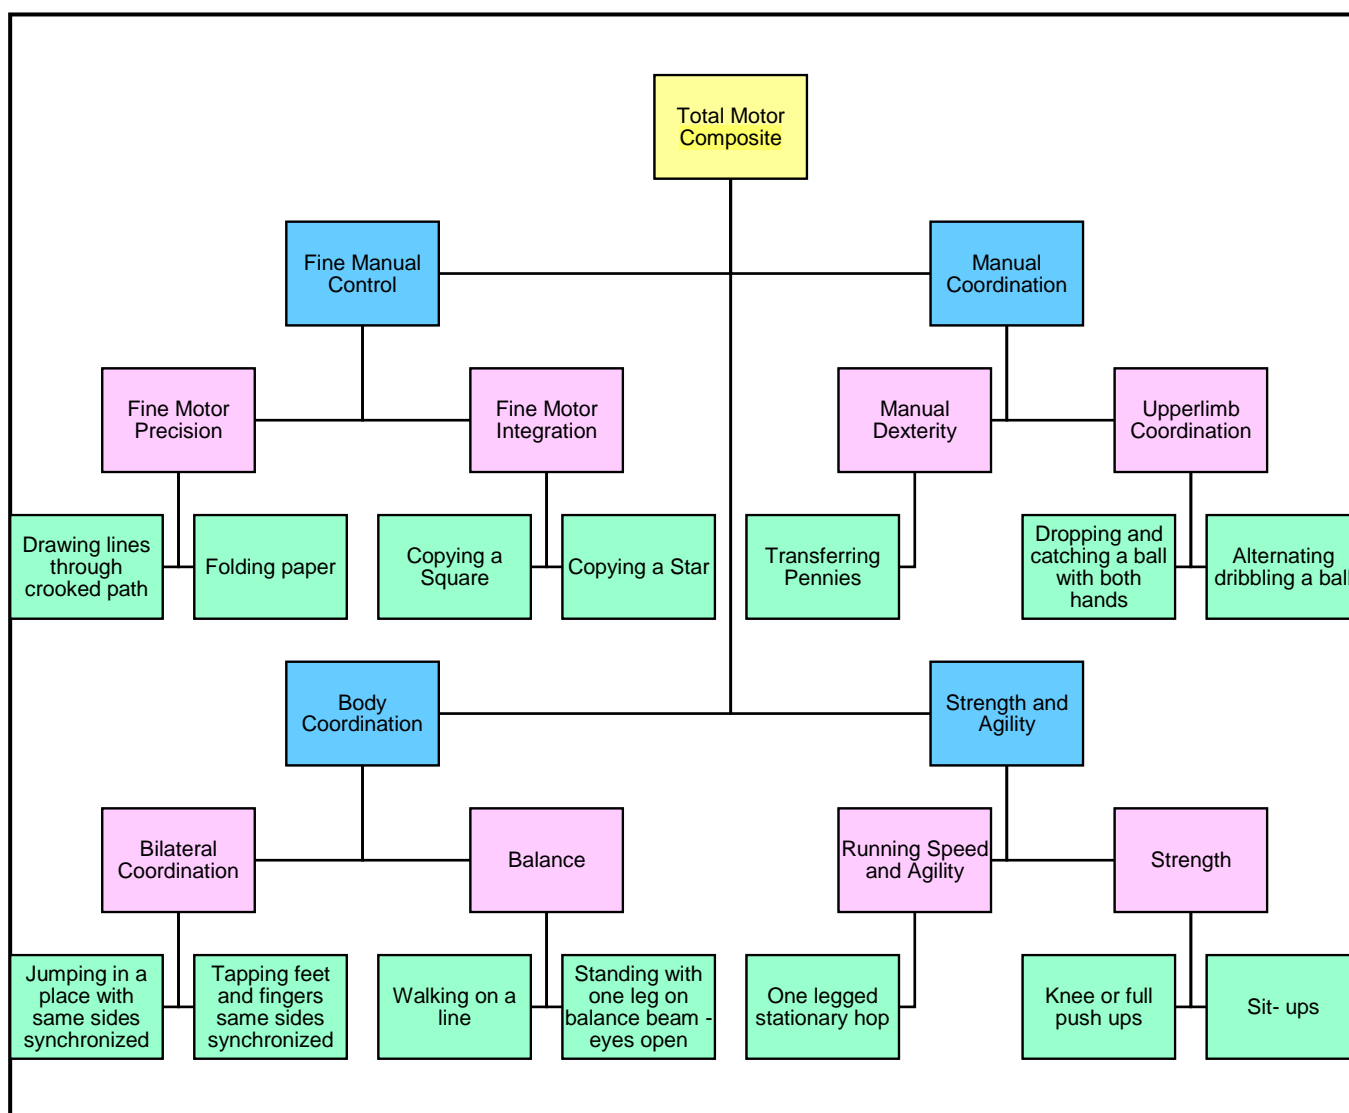 Total Motor
Composite
Fine Manual
Control
Manual
Coordination
Fine Motor
Precision
Fine Motor
Integration
Manual
Dexterity
Upperlimb
Coordination
Drawing lines
through
crooked path
Folding paper
Copying a
Square
Copying a Star
Transferring
Pennies
Dropping and
catching a ball
with both
hands
Alternating
dribbling a ball
Body
Coordination
Strength and
Agility
Bilateral
Coordination
Balance
Running Speed
and Agility
Strength
Jumping in a
place with
same sides
synchronized
Tapping feet
and fingers
same sides
synchronized
Walking on a
line
Standing with
one leg on
balance beam -
eyes open
One legged
stationary hop
Knee or full
push ups
Sit- ups